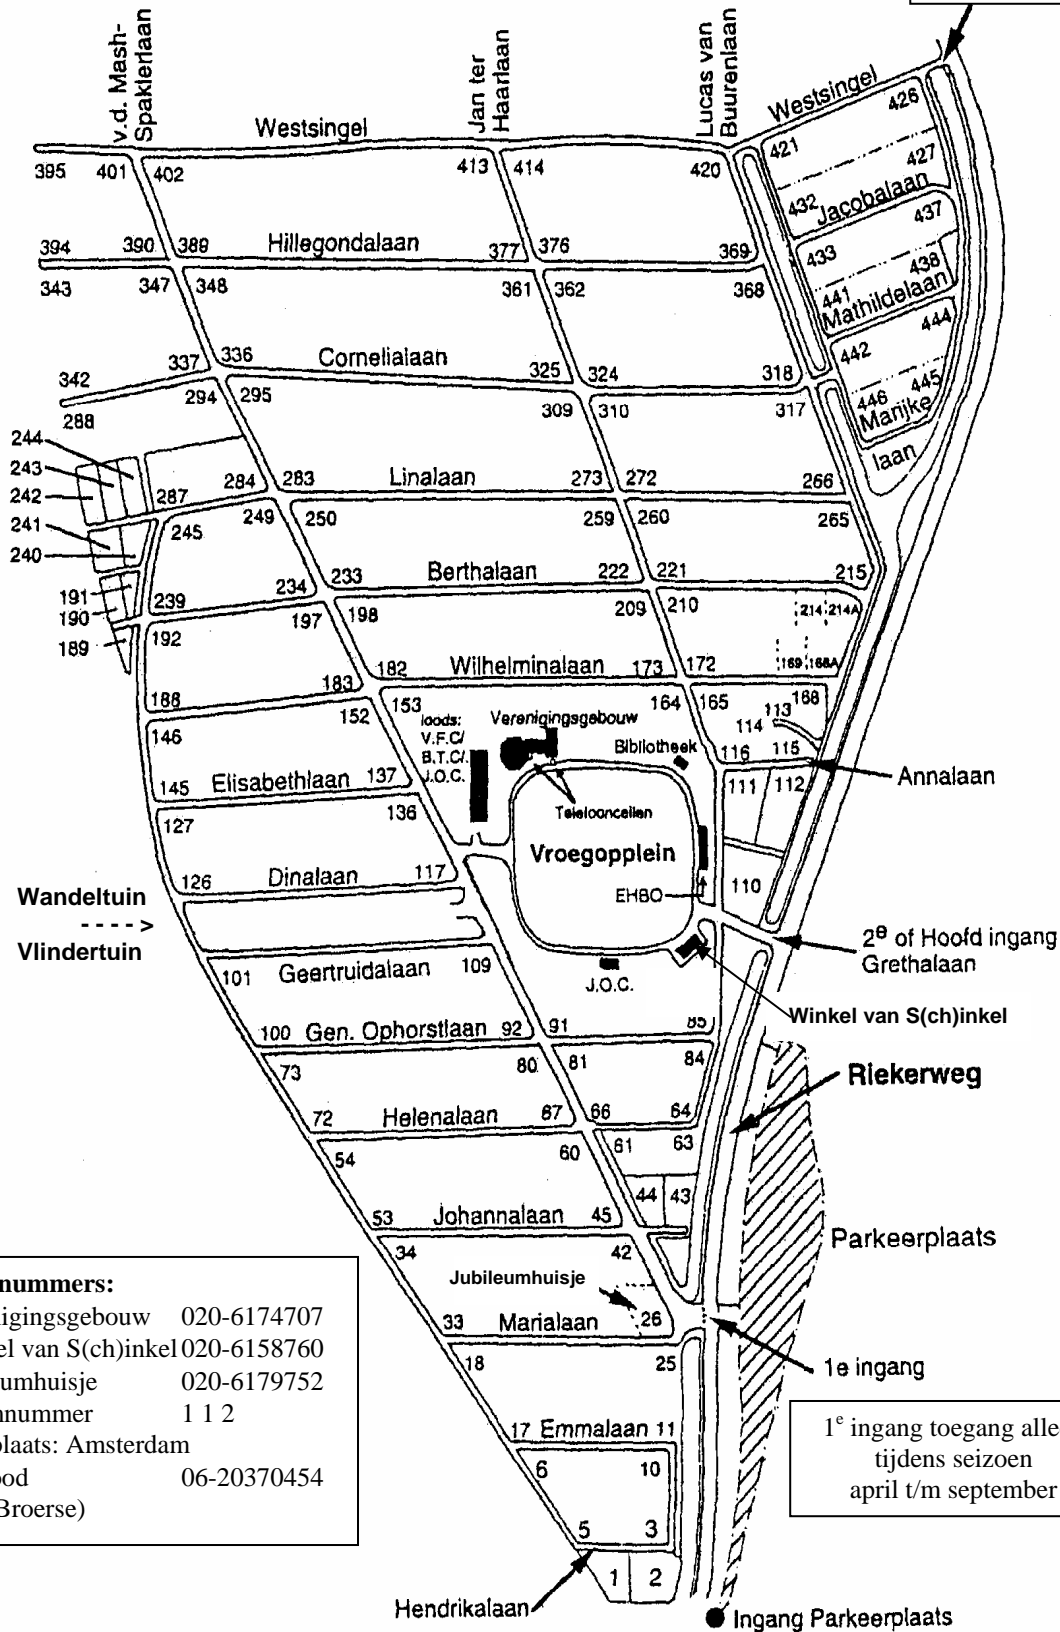 v.d. Mash-
Spaklerlaan
Jan ter
Haarlaan
Lucas van
Buurenlaan
Westsingel
Westsingel
426
421
395 401 402 413 414 420
427
432 Jacobalaan
437
394 390 389 Hillegondalaan 377 376 369
433
438
343 347 348 361 362 368
441 Mathildelaan
444
442
337 336 Cornelialaan 325 324 318
342
446 445
Marijke
laan
288 294 295 309 310 317
244
243
242
241
240
287 284 283 Linalaan 273 272 266
245 249 250 259 260 265
191
190
189
239 234 233 Berthalaan 222 221 215
192 197 198 209 210 214 214A
169 168A
188 183 182 Wilhelminalaan 173 172
146 152 153 164 165 168
113
114
loods:
V.F.C/
B.T.C/.
J.O.C.
Verenigingsgebouw
Bibliotheek
116 115
Annalaan
145 Elisabethlaan 137
111 112
127 136
Telefooncellen
Vroegopplein
126 Dinalaan 117
EHBO
110
Wandeltuin
---->
Vlindertuin
2e of Hoofd ingang
Grethalaan
101 Geertruidalaan 109
J.O.C.
Winkel van S(ch)inkel
100 Gen. Ophorstlaan 92 91 85
73 80 81 84
Riekerweg
72 Helenalaan 67 66 64
54 60 61 63
44 43
53 Johannalaan 45
Parkeerplaats
34 42
Jubileumhuisje
33 Marialaan 26
18 25
1e ingang
17 Emmalaan 11
6 10
5 3
1 2
Hendrikalaan
Ingang Parkeerplaats
nummers:
nigingsgebouw 020-6174707
el van S(ch)inkel 020-6158760
umhuisje 020-6179752
nnummer 1 1 2
plaats: Amsterdam
ood 06-20370454
Broerse)
1e ingang toegang alle
tijdens seizoen
april t/m september